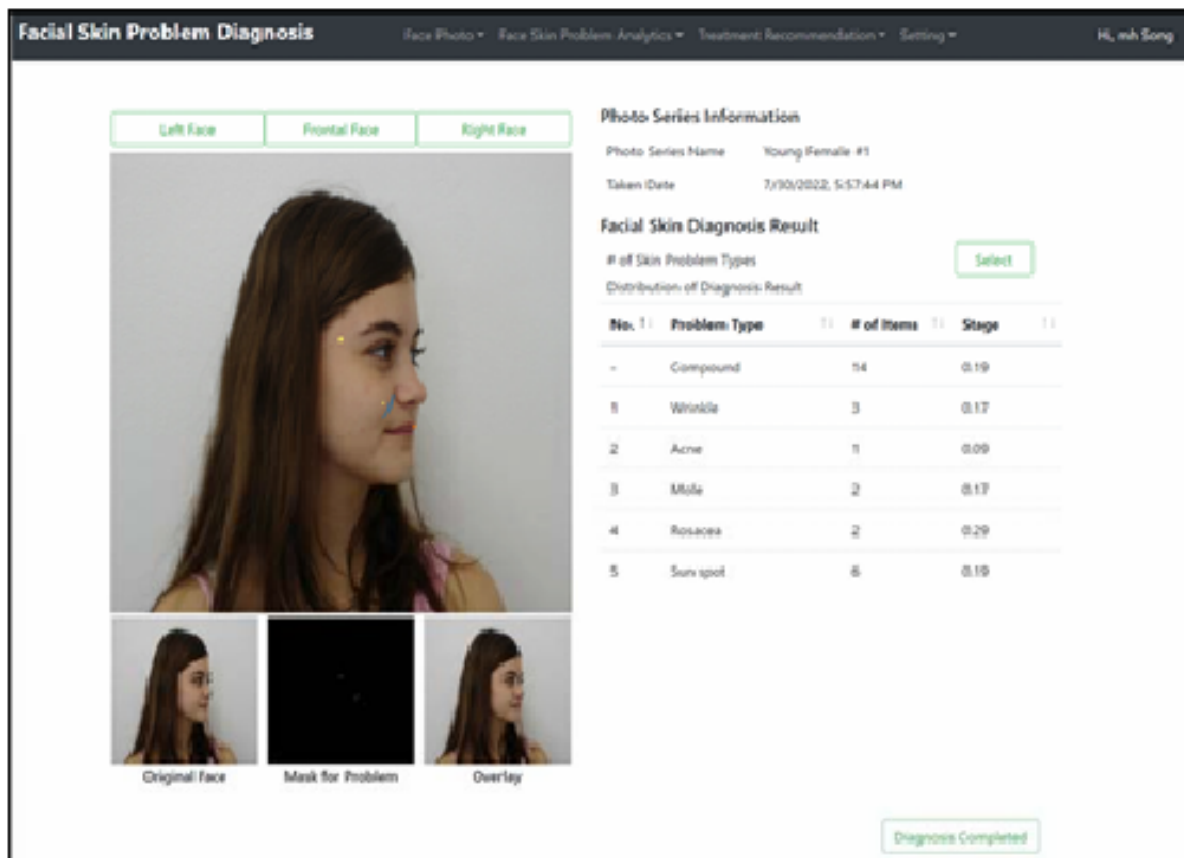 Facial Skin Problem Diagnosis
Face Photo Face Skin Problem Analytics Treatment Recommendation Setting Hi, mh Song
Left Face Frontal Face Right Face
Photo Series Information
Photo Series Name Young Female #1
Taken Date 7/30/2022, 5:57:44 PM
Facial Skin Diagnosis Result
# of Skin Problem Types Select
Distribution of Diagnosis Result
No. Problem Type # of Items Stage
- Compound 14 0.19
1 Wrinkle 3 0.17
2 Acne 1 0.09
3 Mole 2 0.17
4 Rosacea 2 0.29
5 Sun spot 6 0.19
Original Face Mask for Problem Overlay
Diagnosis Completed